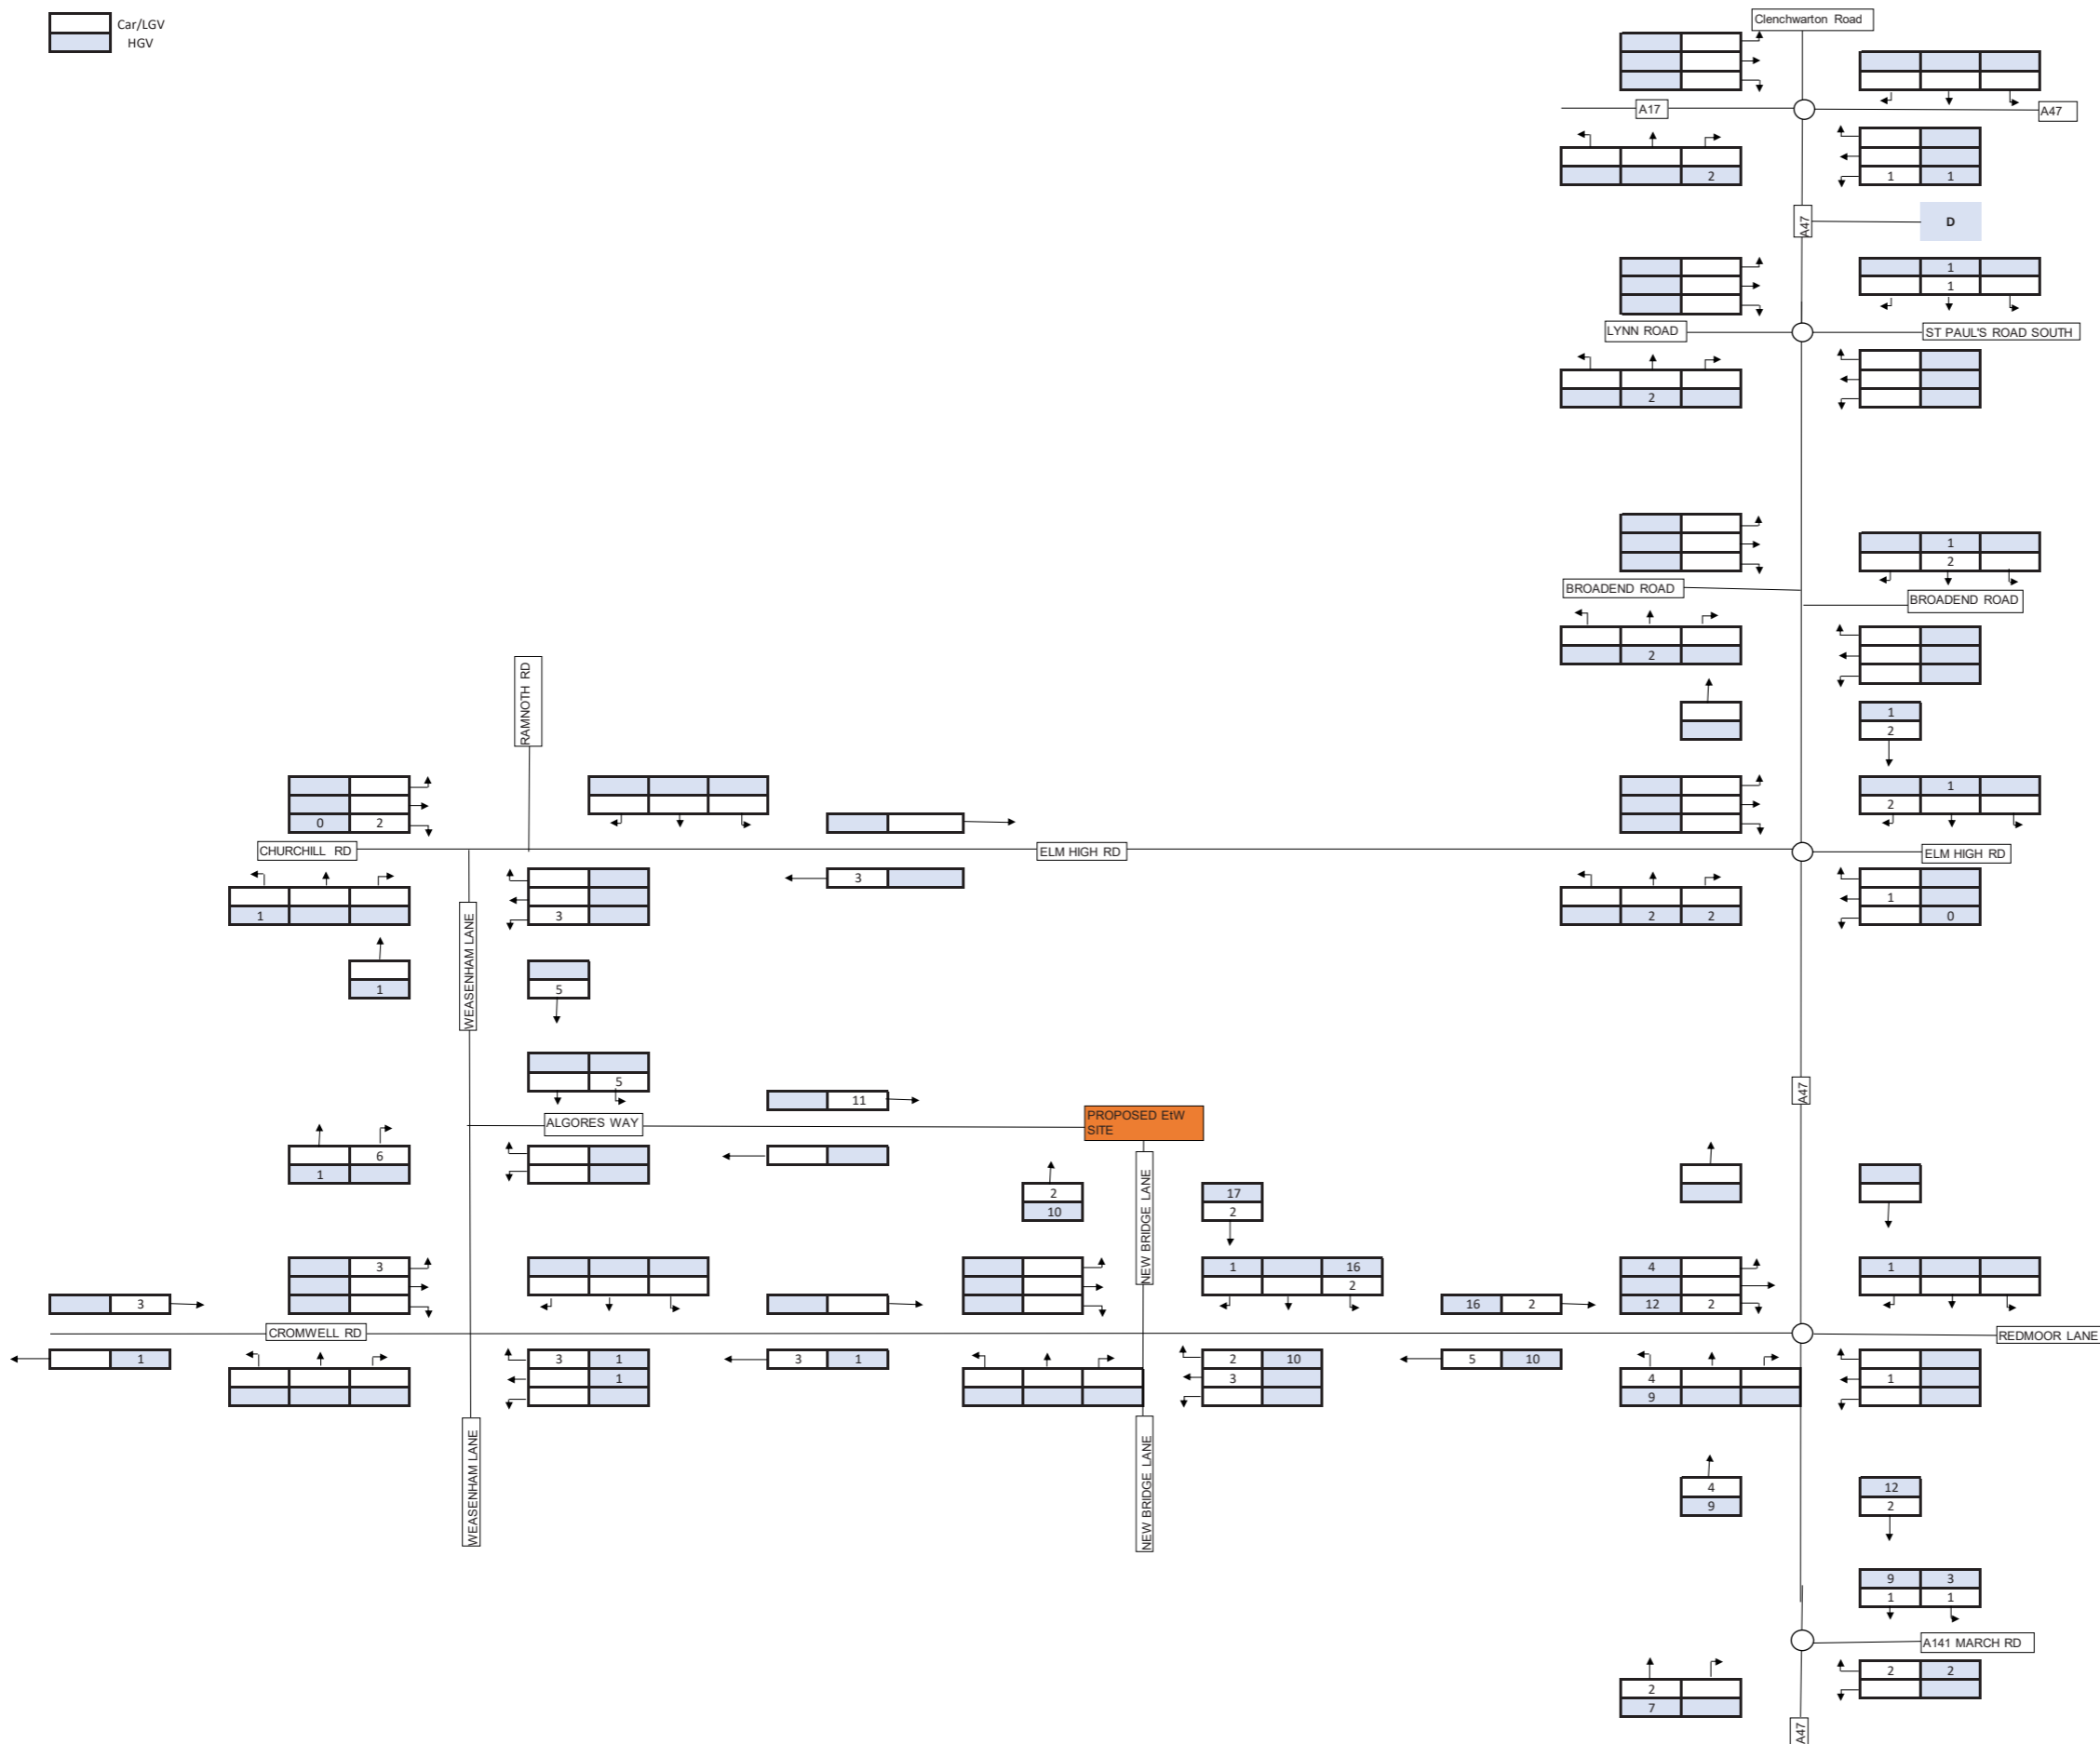 Car/LGV
HGV
Clenchwarton Road
A17
A47
2
1 1
A47
D
1
1
LYNN ROAD
ST PAUL'S ROAD SOUTH
2
1
2
BROADEND ROAD
BROADEND ROAD
2
RAMNOTH RD
1
2
1
2
0 2
CHURCHILL RD
ELM HIGH RD
ELM HIGH RD
3
1
1
3
2 2
0
WEASENHAM LANE
1
5
5
11
A47
ALGORES WAY
PROPOSED EtW
SITE
6
1
NEW BRIDGE LANE
2
10
17
2
3
1 16
2
4
12 2
1
3
16 2
CROMWELL RD
REDMOOR LANE
1
3 1
1
3 1
2 10
3
5 10
4
9
1
WEASENHAM LANE
NEW BRIDGE LANE
4
9
12
2
9 3
1 1
A141 MARCH RD
2 2
2
7
A47